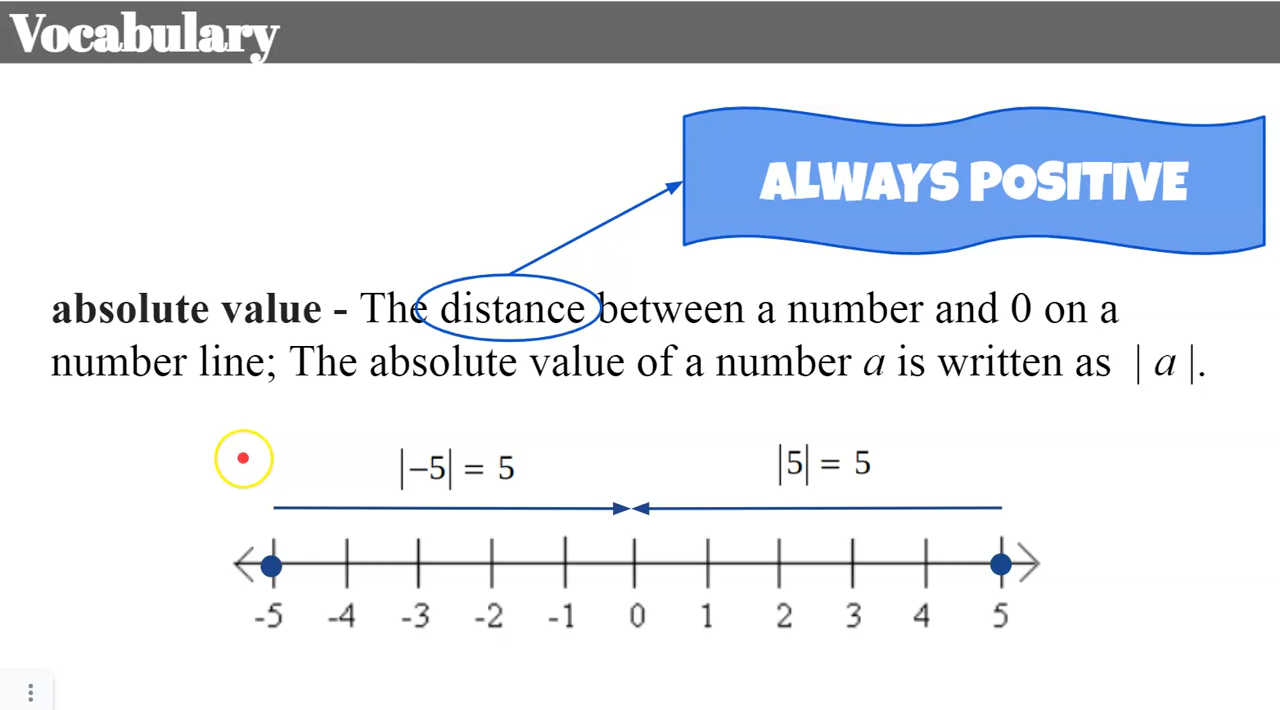 Vocabulary
ALWAYS POSITIVE
absolute value - The distance between a number and 0 on a
number line; The absolute value of a number a is written as | a |.
|−5| = 5
|5| = 5
-5 -4 -3 -2 -1 0 1 2 3 4 5